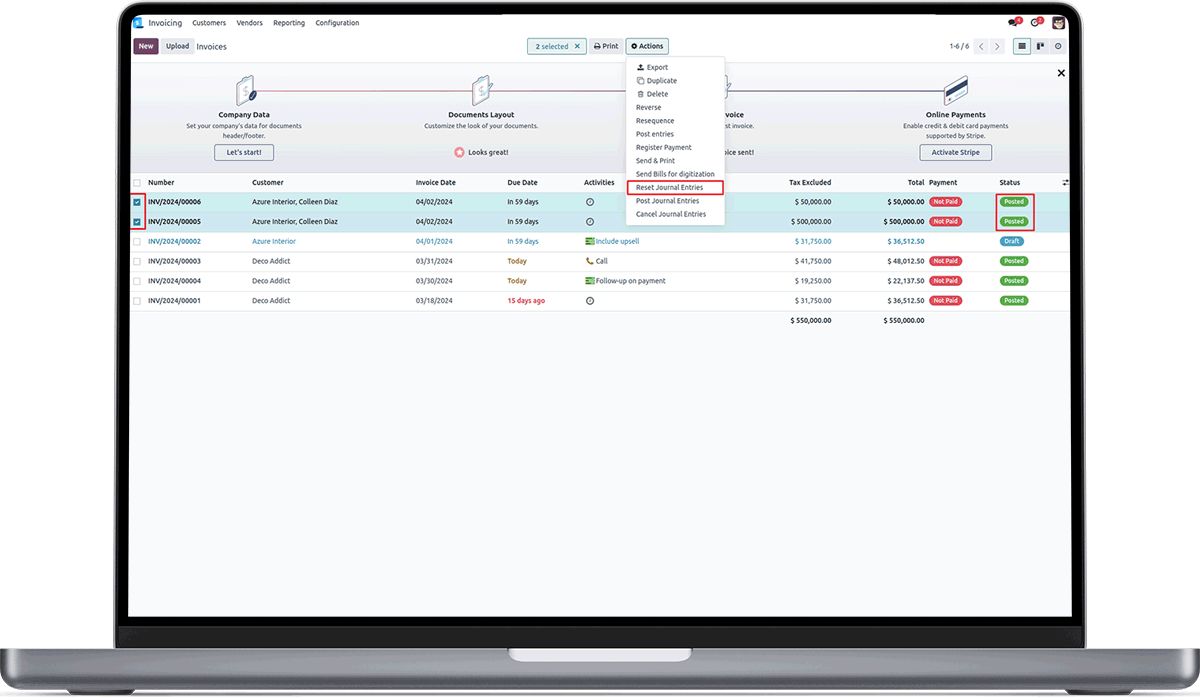 Invoicing Customers Vendors Reporting Configuration
New Upload Invoices 2 selected × Print Actions 1-6 / 6
Export
Duplicate
Delete
Reverse
Resequence
Post entries
Register Payment
Send & Print
Send Bills for digitization
Reset Journal Entries
Post Journal Entries
Cancel Journal Entries
Company Data
Set your company's data for documents
header/footer.
Let's start!
Documents Layout
Customize the look of your documents.
Looks great!
voice
st invoice.
ice sent!
Online Payments
Enable credit & debit card payments
supported by Stripe.
Activate Stripe
Number Customer Invoice Date Due Date Activities Tax Excluded Total Payment Status
INV/2024/00006 Azure Interior, Colleen Diaz 04/02/2024 In 59 days $ 50,000.00 $ 50,000.00 Not Paid Posted
INV/2024/00005 Azure Interior, Colleen Diaz 04/02/2024 In 59 days $ 500,000.00 $ 500,000.00 Not Paid Posted
INV/2024/00002 Azure Interior 04/01/2024 In 59 days Include upsell $ 31,750.00 $ 36,512.50 Draft
INV/2024/00003 Deco Addict 03/31/2024 Today Call $ 41,750.00 $ 48,012.50 Not Paid Posted
INV/2024/00004 Deco Addict 03/30/2024 Today Follow-up on payment $ 19,250.00 $ 22,137.50 Not Paid Posted
INV/2024/00001 Deco Addict 03/18/2024 15 days ago $ 31,750.00 $ 36,512.50 Not Paid Posted
$ 550,000.00 $ 550,000.00